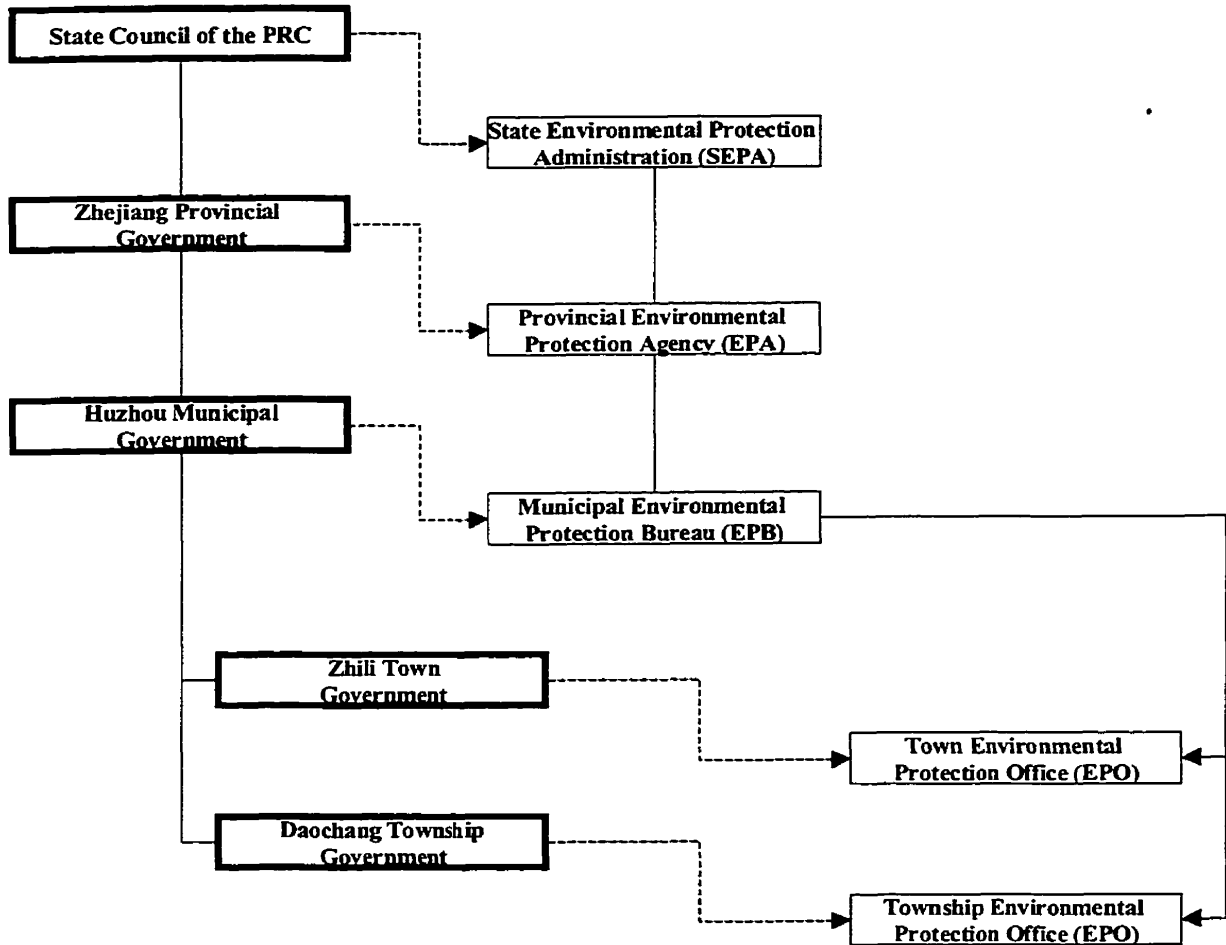 State Council of the PRC
State Environmental Protection
Administration (SEPA)
Zhejiang Provincial
Government
Provincial Environmental
Protection Agency (EPA)
Huzhou Municipal
Government
Municipal Environmental
Protection Bureau (EPB)
Zhili Town
Government
Town Environmental
Protection Office (EPO)
Daochang Township
Government
Township Environmental
Protection Office (EPO)